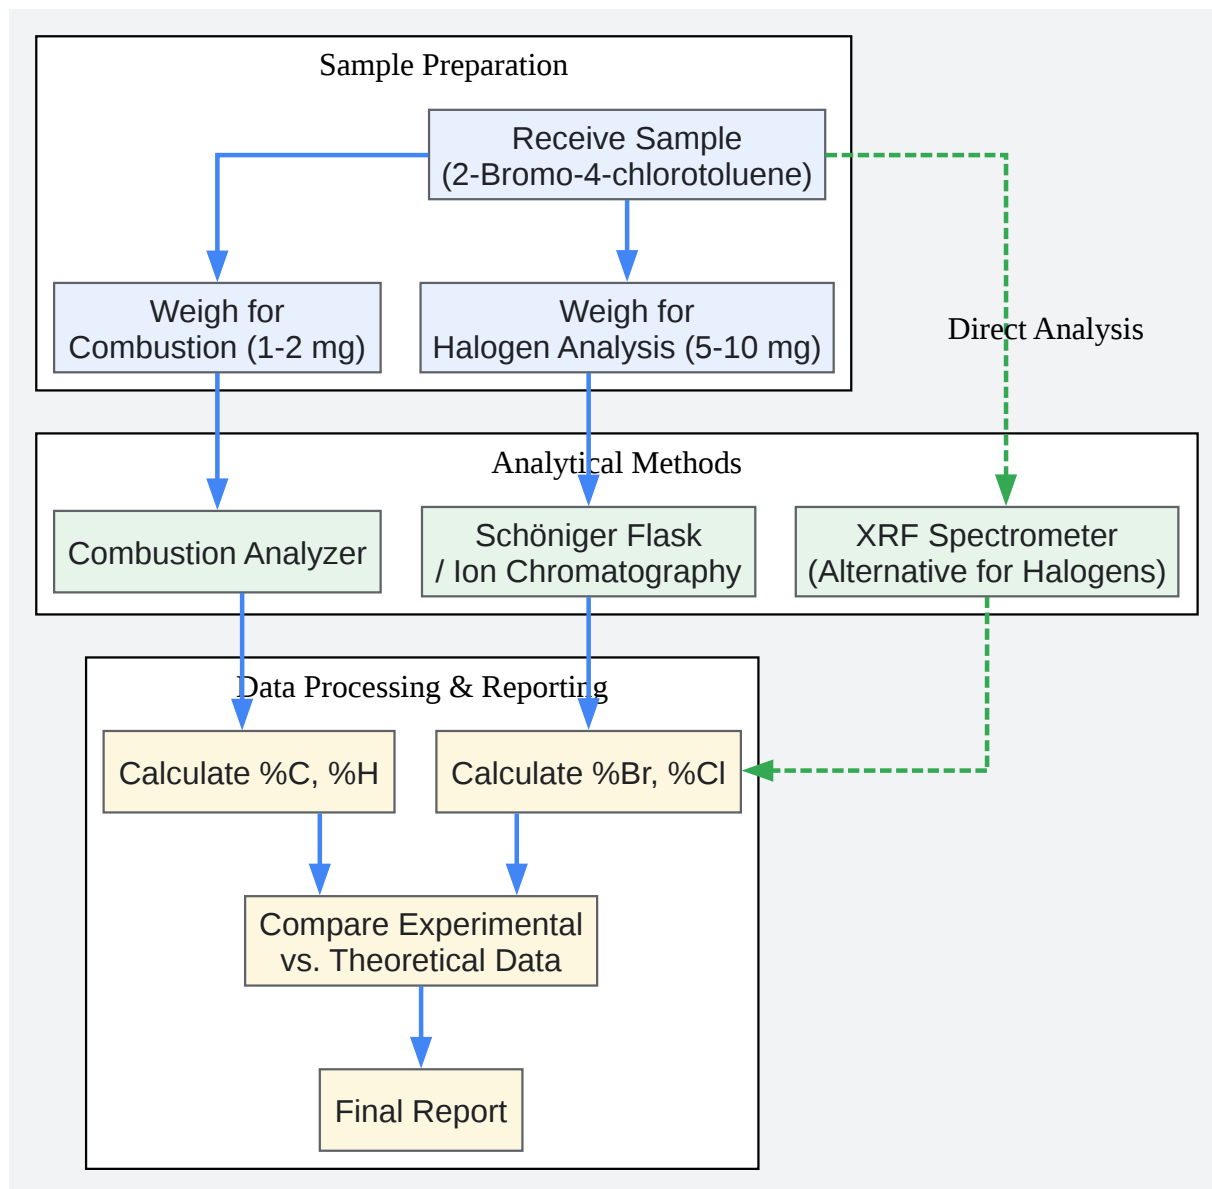 Sample Preparation
Receive Sample
(2-Bromo-4-chlorotoluene)
Weigh for
Combustion (1-2 mg)
Weigh for
Halogen Analysis (5-10 mg)
Direct Analysis
Analytical Methods
Combustion Analyzer
Schöniger Flask
/ Ion Chromatography
XRF Spectrometer
(Alternative for Halogens)
Data Processing & Reporting
Calculate %C, %H
Calculate %Br, %Cl
Compare Experimental
vs. Theoretical Data
Final Report